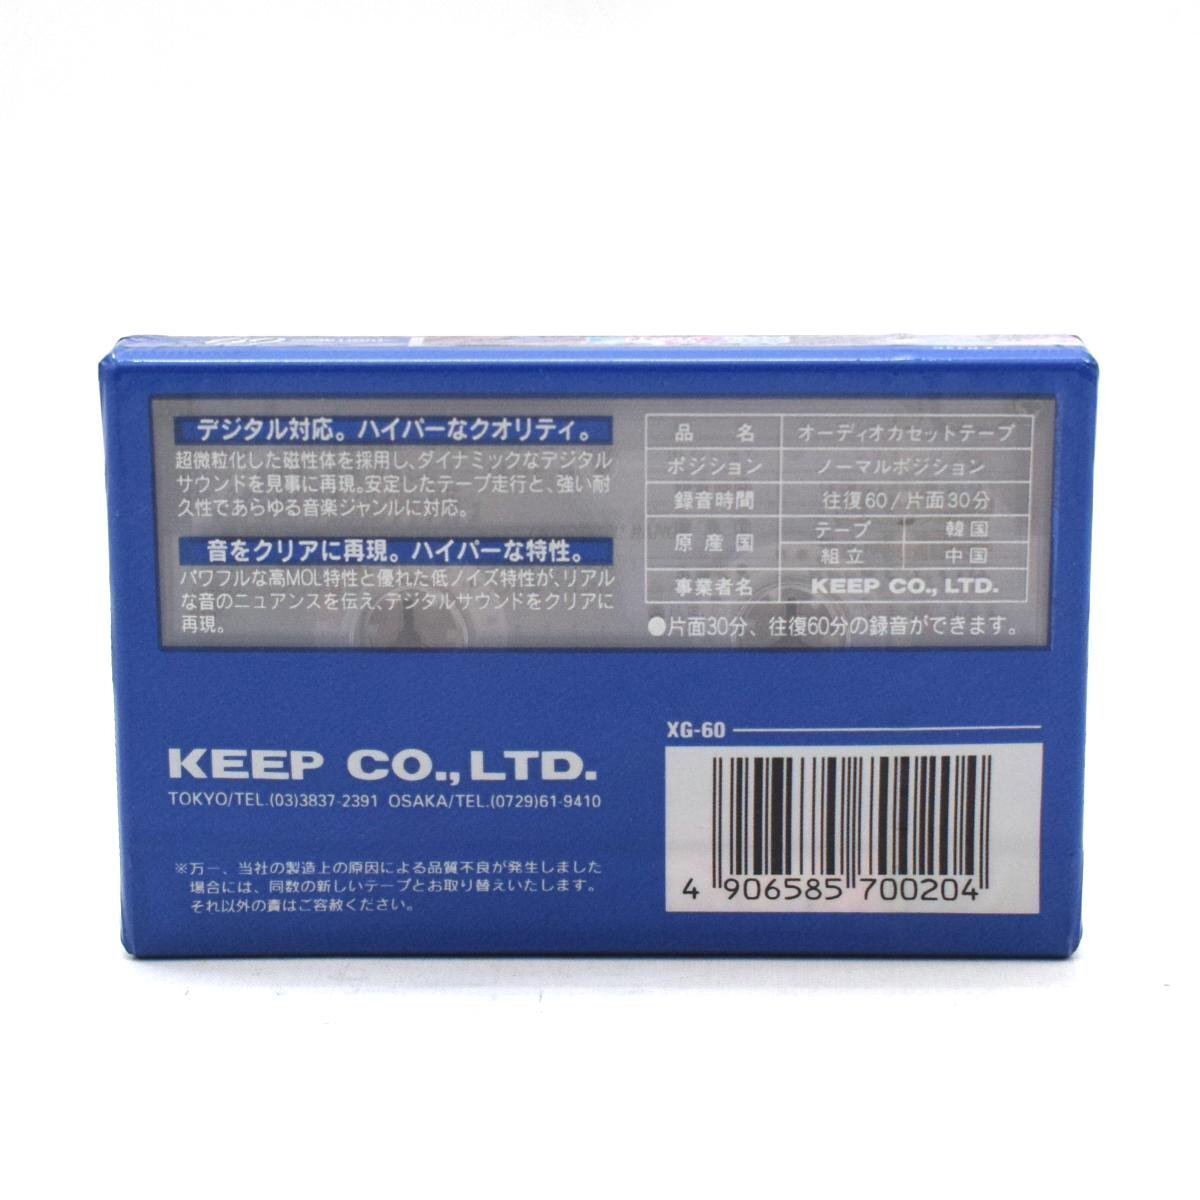 デジタル対応。ハイパーなクオリティ。
超微粒化した磁性体を採用し、ダイナミックなデジタル
サウンドを見事に再現。安定したテープ走行と、強い耐
久性であらゆる音楽ジャンルに対応。
音をクリアに再現。ハイパーな特性。
パワフルな高MOL特性と優れた低ノイズ特性が、リアル
な音のニュアンスを伝え、デジタルサウンドをクリアに
再現。
品名 オーディオカセットテープ
ポジション ノーマルポジション
録音時間 往復60/片面30分
原産国 テープ 韓国
組立 中国
事業者名 KEEP CO., LTD.
●片面30分、往復60分の録音ができます。
KEEP CO., LTD.
TOKYO/TEL.(03)3837-2391 OSAKA/TEL.(0729)61-9410
※万一、当社の製造上の原因による品質不良が発生しました
場合には、同数の新しいテープとお取り替えいたします。
それ以外の責はご容赦ください。
XG-60
4 906585 700204